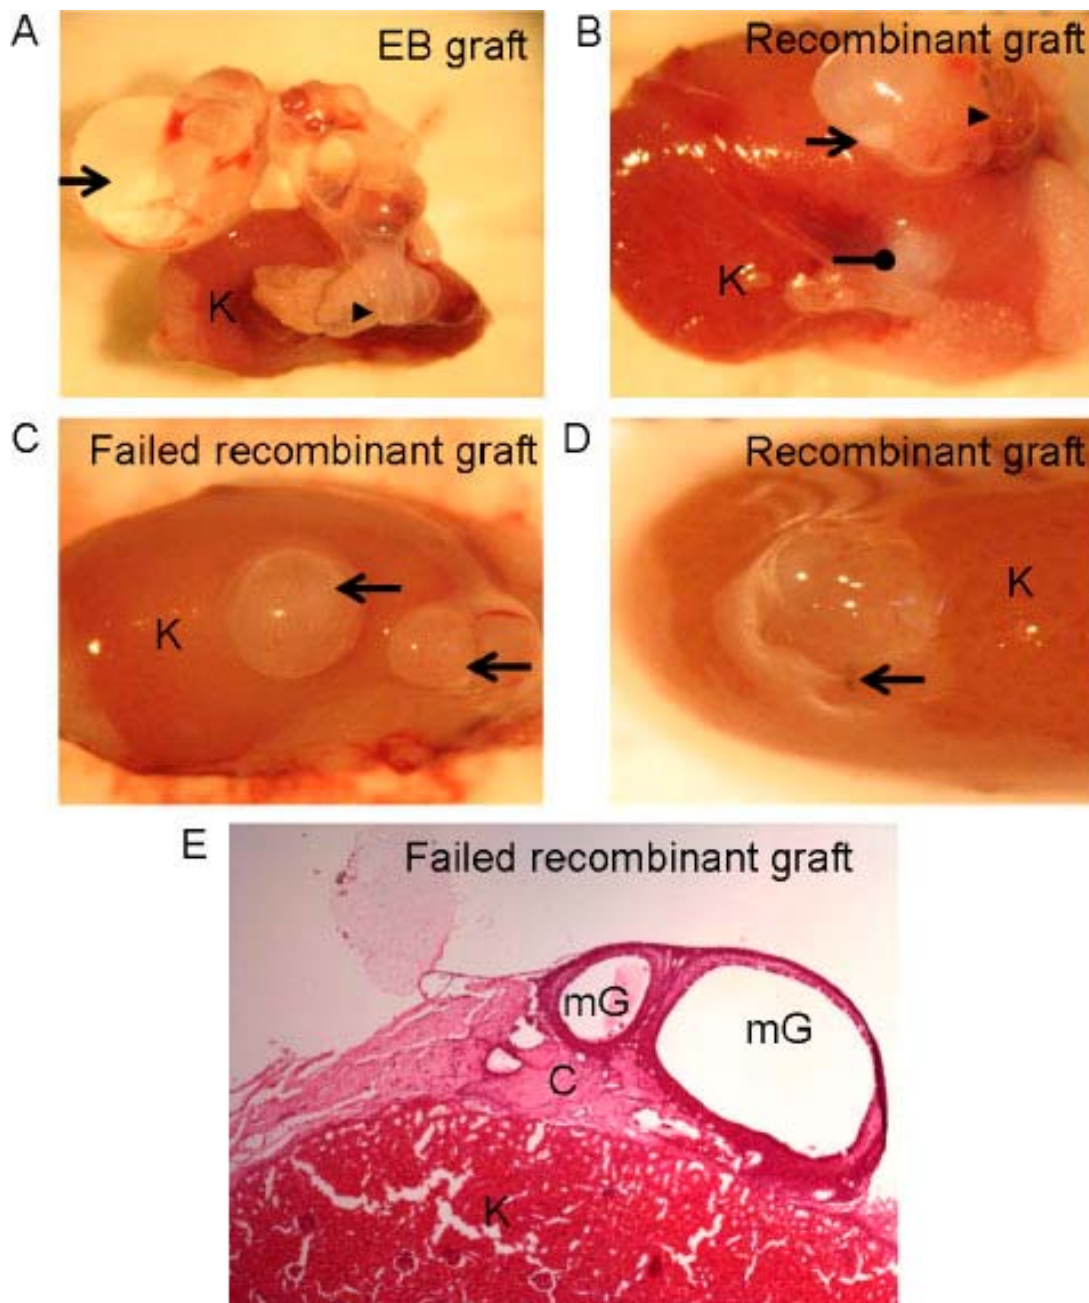 A
EB graft
K
B
Recombinant graft
K
C
Failed recombinant graft
K
D
Recombinant graft
K
E
Failed recombinant graft
mG
mG
C
K